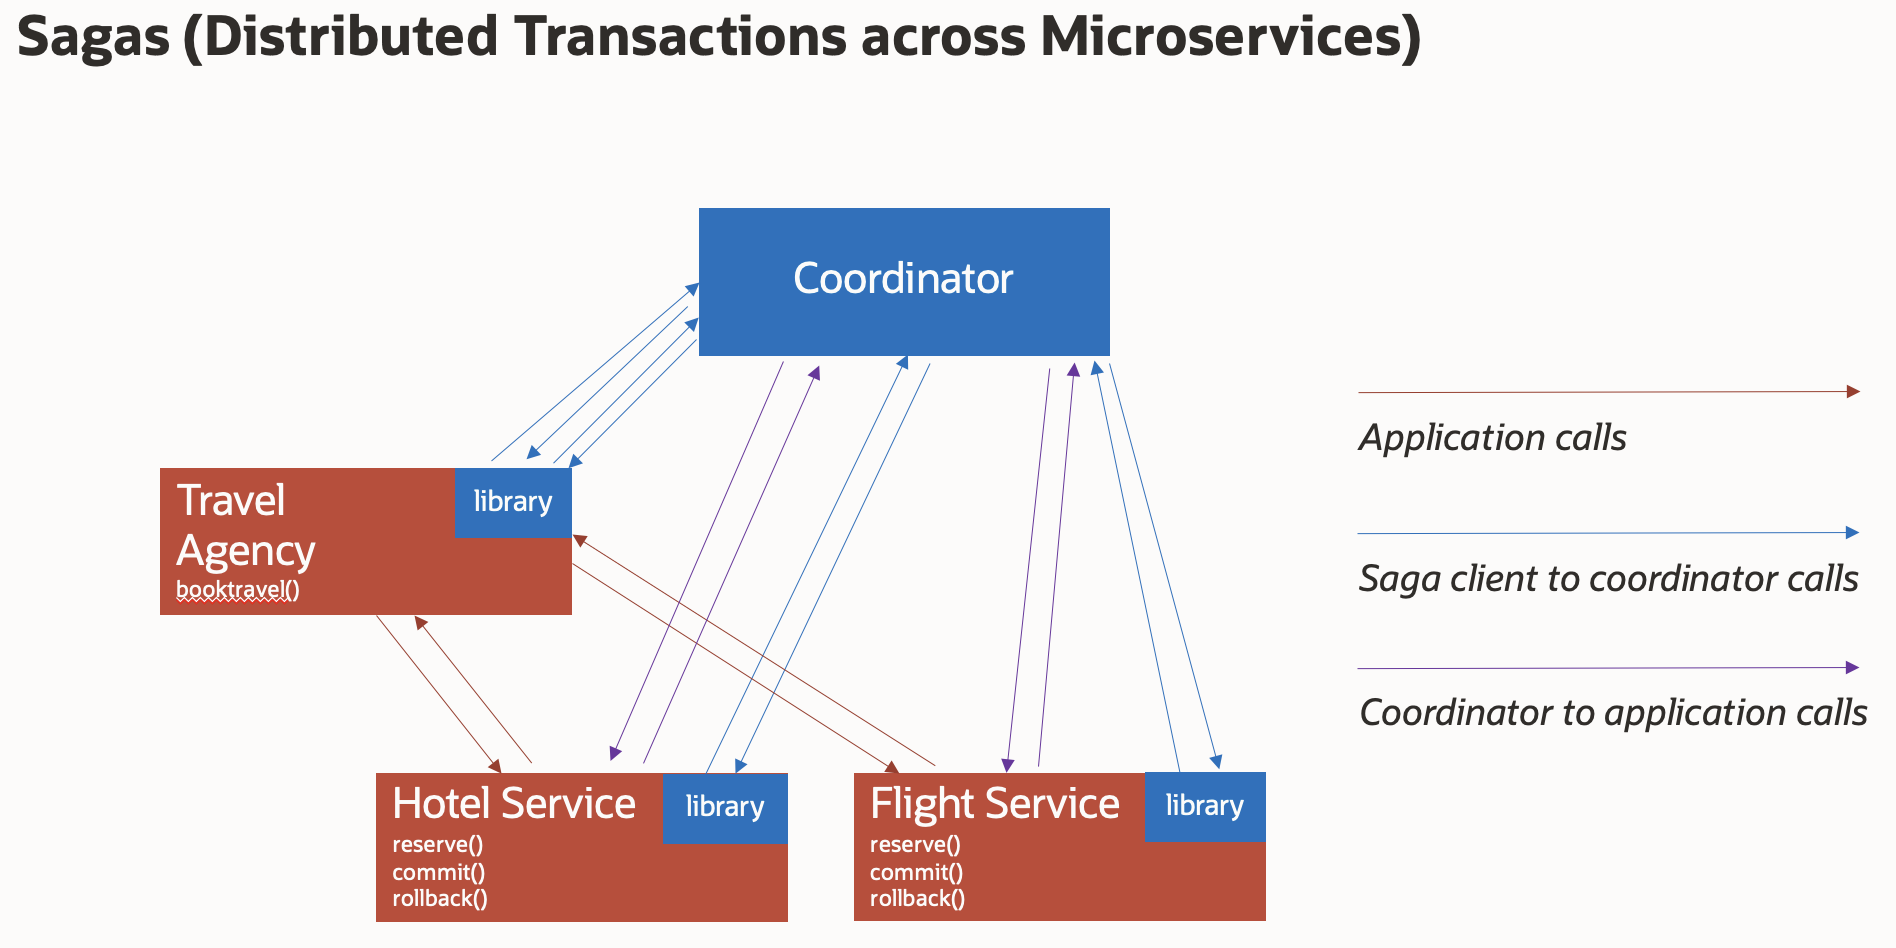 Sagas (Distributed Transactions across Microservices)
Coordinator
Application calls
Saga client to coordinator calls
Coordinator to application calls
Travel
Agency
booktravel()
library
Hotel Service
reserve()
commit()
rollback()
library
Flight Service
reserve()
commit()
rollback()
library